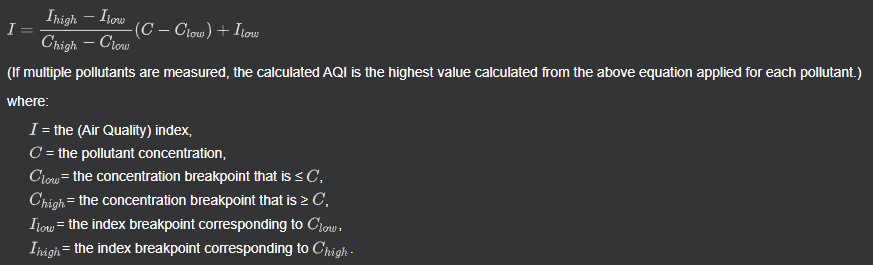 I = \frac{I_{high} - I_{low}}{C_{high} - C_{low}}(C - C_{low}) + I_{low}
(If multiple pollutants are measured, the calculated AQI is the highest value calculated from the above equation applied for each pollutant.)
where:
I = the (Air Quality) index,
C = the pollutant concentration,
C_{low} = the concentration breakpoint that is ≤ C,
C_{high} = the concentration breakpoint that is ≥ C,
I_{low} = the index breakpoint corresponding to C_{low},
I_{high} = the index breakpoint corresponding to C_{high}.